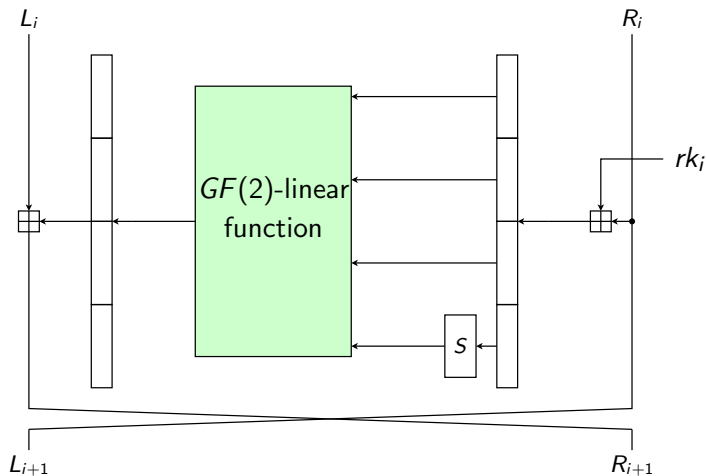 L_i
R_i
rk_i
GF(2)-linear
function
S
L_{i+1}
R_{i+1}